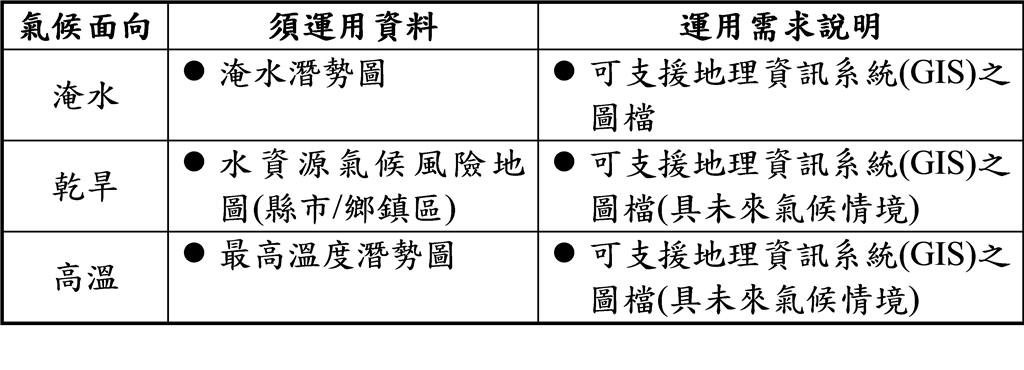 氣候面向 須運用資料 運用需求說明
淹水
● 淹水潛勢圖
● 可支援地理資訊系統(GIS)之
圖檔
乾旱
● 水資源氣候風險地
圖(縣市/鄉鎮區)
● 可支援地理資訊系統(GIS)之
圖檔(具未來氣候情境)
高溫
● 最高溫度潛勢圖
● 可支援地理資訊系統(GIS)之
圖檔(具未來氣候情境)